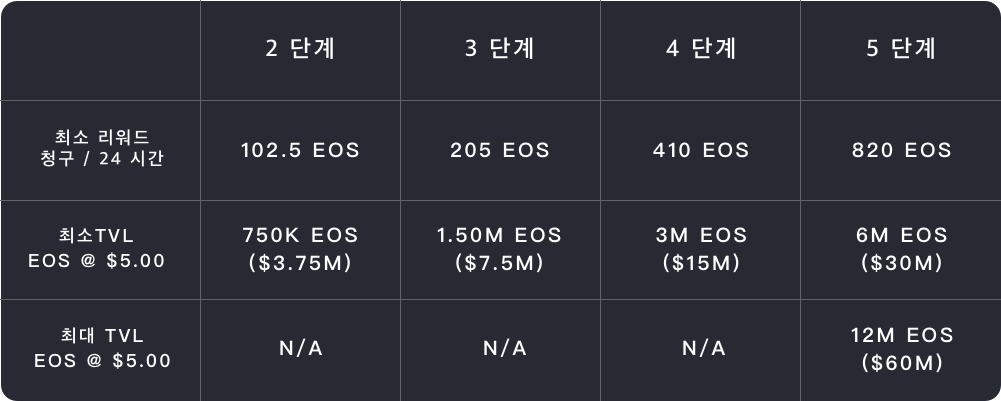 2 단계 3 단계 4 단계 5 단계
최소 리워드
청구 / 24 시간
102.5 EOS 205 EOS 410 EOS 820 EOS
최소TVL
EOS @ $5.00
750K EOS
($3.75M)
1.50M EOS
($7.5M)
3M EOS
($15M)
6M EOS
($30M)
최대 TVL
EOS @ $5.00
N/A N/A N/A
12M EOS
($60M)